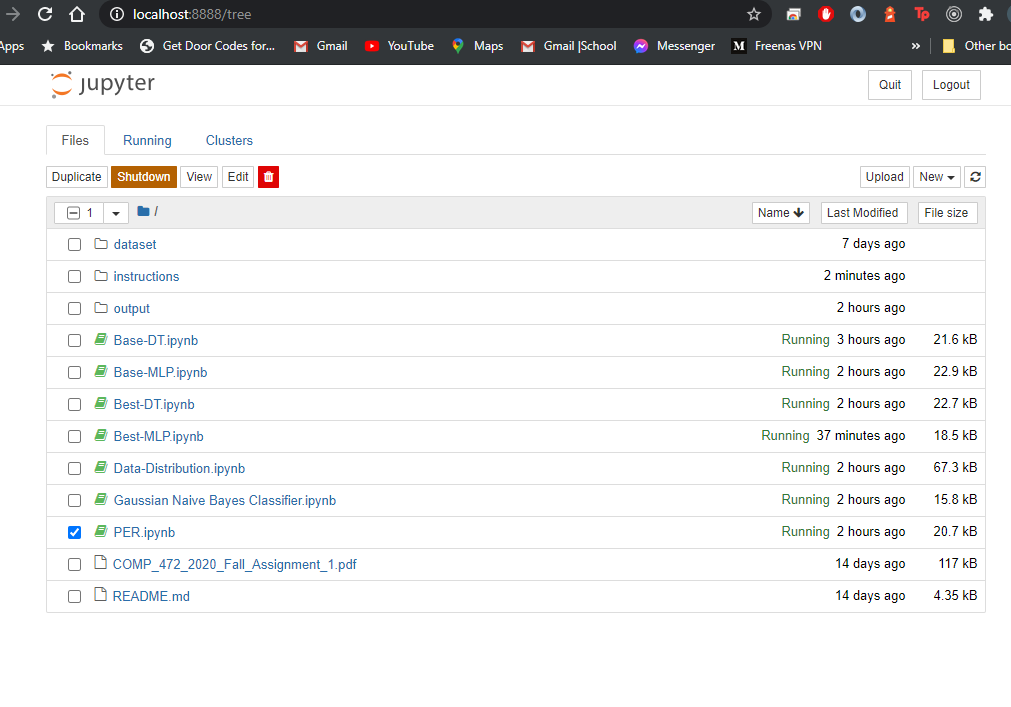 localhost:8888/tree
Apps Bookmarks Get Door Codes for... Gmail YouTube Maps Gmail |School Messenger M Freenas VPN » Other bo
jupyter Quit Logout
Files Running Clusters
Duplicate Shutdown View Edit Upload New
1 / Name Last Modified File size
dataset 7 days ago
instructions 2 minutes ago
output 2 hours ago
Base-DT.ipynb Running 3 hours ago 21.6 kB
Base-MLP.ipynb Running 2 hours ago 22.9 kB
Best-DT.ipynb Running 2 hours ago 22.7 kB
Best-MLP.ipynb Running 37 minutes ago 18.5 kB
Data-Distribution.ipynb Running 2 hours ago 67.3 kB
Gaussian Naive Bayes Classifier.ipynb Running 2 hours ago 15.8 kB
PER.ipynb Running 2 hours ago 20.7 kB
COMP_472_2020_Fall_Assignment_1.pdf 14 days ago 117 kB
README.md 14 days ago 4.35 kB